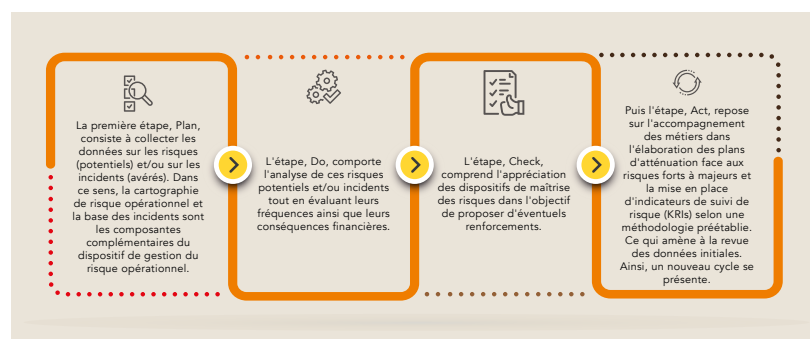 La première étape, Plan,
consiste à collecter les
données sur les risques
(potentiels) et/ou sur les
incidents (avérés). Dans
ce sens, la cartographie
de risque opérationnel et
la base des incidents sont
les composantes
complémentaires du
dispositif de gestion du
risque opérationnel.
L'étape, Do, comporte
l'analyse de ces risques
potentiels et/ou incidents
tout en évaluant leurs
fréquences ainsi que leurs
conséquences financières.
L'étape, Check,
comprend l'appréciation
des dispositifs de maîtrise
des risques dans l'objectif
de proposer d'éventuels
renforcements.
Puis l'étape, Act, repose
sur l'accompagnement
des métiers dans
l'élaboration des plans
d'atténuation face aux
risques forts à majeurs et
la mise en place
d'indicateurs de suivi de
risque (KRIs) selon une
méthodologie préétablie.
Ce qui amène à la revue
des données initiales.
Ainsi, un nouveau cycle se
présente.